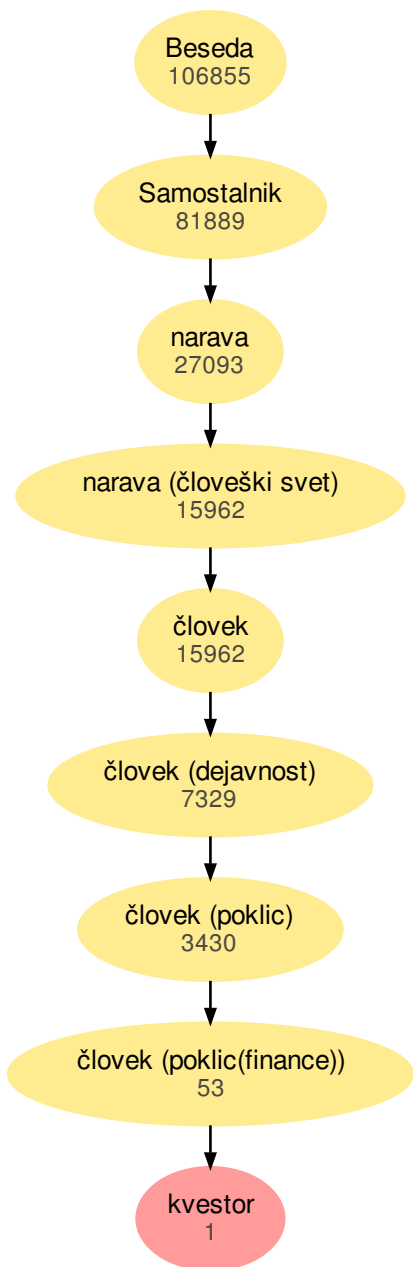 Beseda
106855
Samostalnik
81889
narava
27093
narava (človeški svet)
15962
človek
15962
človek (dejavnost)
7329
človek (poklic)
3430
človek (poklic(finance))
53
kvestor
1